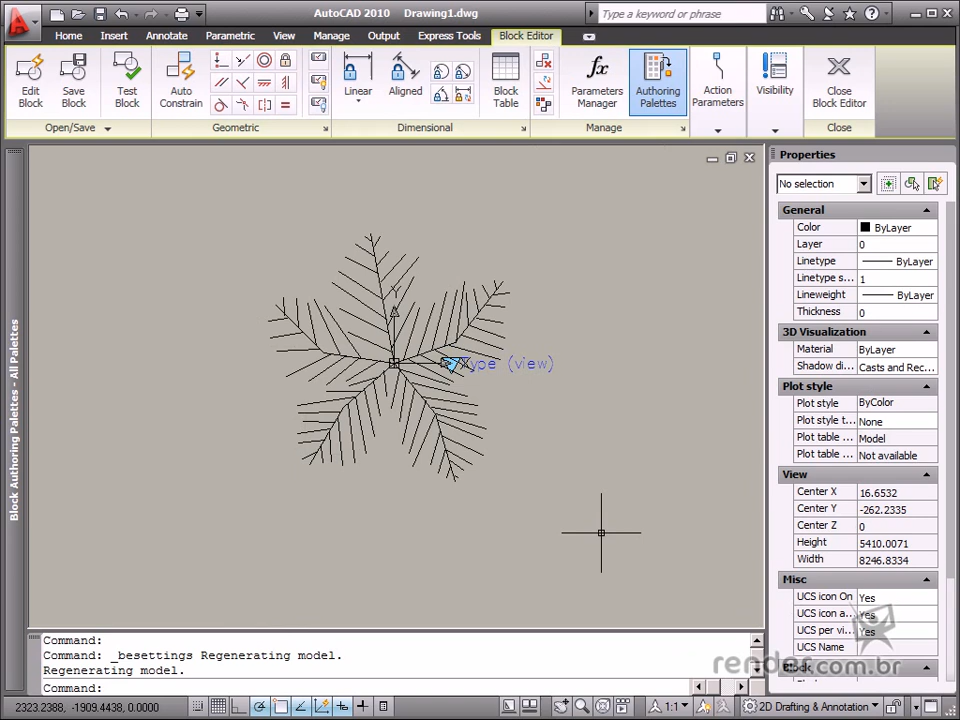 AutoCAD 2010 Drawing1.dwg
Type a keyword or phrase
Home Insert Annotate Parametric View Manage Output Express Tools Block Editor
Edit Block
Save Block
Test Block
Auto Constrain
Linear
Aligned
Block Table
fx
Parameters Manager
Authoring Palettes
Action Parameters
Visibility
Close Block Editor
Open/Save
Geometric
Dimensional
Manage
Close
Block Authoring Palettes - All Palettes
Y
Type (view)
Properties
No selection
General
Color ByLayer
Layer 0
Linetype ByLayer
Linetype s... 1
Lineweight ByLayer
Thickness 0
3D Visualization
Material ByLayer
Shadow di... Casts and Rec...
Plot style
Plot style ByColor
Plot style t... None
Plot table ... Model
Plot table ... Not available
View
Center X 16.6532
Center Y -262.2335
Center Z 0
Height 5410.0071
Width 8246.8334
Misc
UCS icon On Yes
UCS icon a... Yes
UCS per vi... Yes
UCS Name
Block
render.com.br
Command:
Command: _besettings Regenerating model.
Regenerating model.
Command:
2323.2388, -1909.4438, 0.0000
1:1
2D Drafting & Annotation